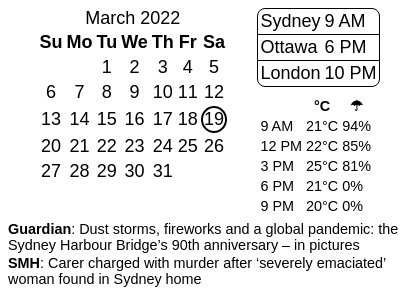 March 2022
Su Mo Tu We Th Fr Sa
1 2 3 4 5
6 7 8 9 10 11 12
13 14 15 16 17 18 19
20 21 22 23 24 25 26
27 28 29 30 31
Sydney 9 AM
Ottawa 6 PM
London 10 PM
°C ☂
9 AM 21°C 94%
12 PM 22°C 85%
3 PM 25°C 81%
6 PM 21°C 0%
9 PM 20°C 0%
Guardian: Dust storms, fireworks and a global pandemic: the
Sydney Harbour Bridge’s 90th anniversary – in pictures
SMH: Carer charged with murder after ‘severely emaciated’
woman found in Sydney home